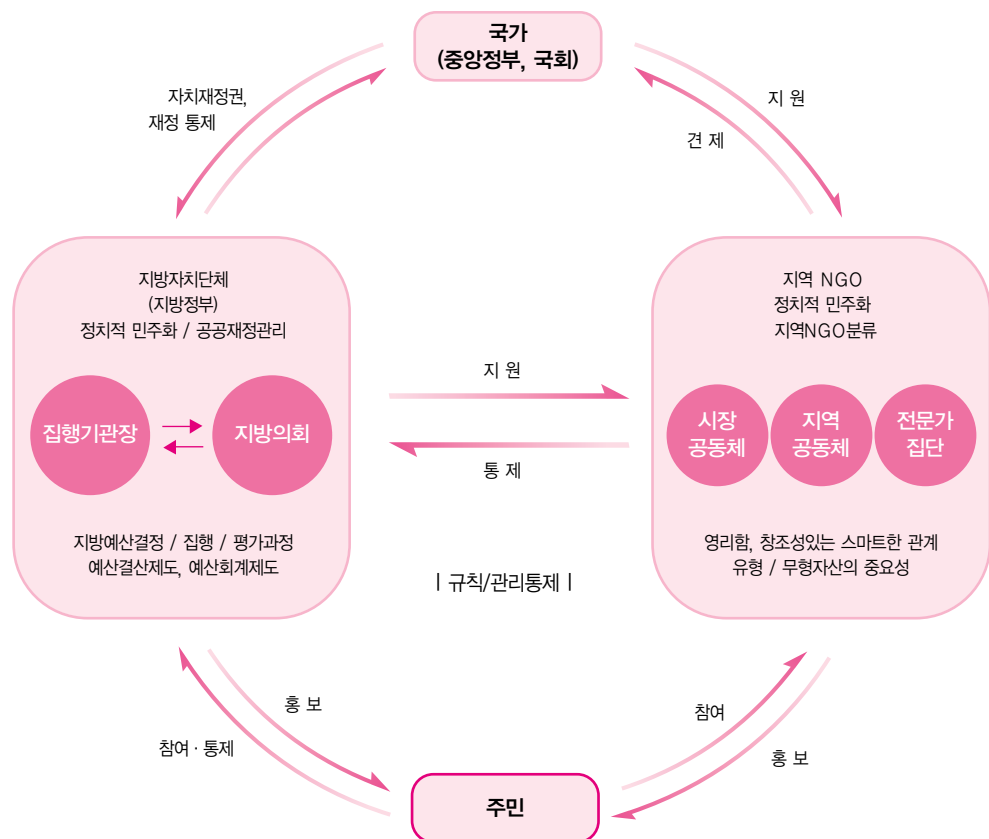 국가
(중앙정부, 국회)
자치재정권,
재정 통제
지 원
견 제
지방자치단체
(지방정부)
정치적 민주화 / 공공재정관리
집행기관장
지방의회
지방예산결정 / 집행 / 평가과정
예산결산제도, 예산회계제도
지 원
통 제
| 규칙/관리통제 |
지역 NGO
정치적 민주화
지역NGO분류
시장
공동체
지역
공동체
전문가
집단
영리함, 창조성있는 스마트한 관계
유형 / 무형자산의 중요성
홍 보
참여 · 통제
참여
홍 보
주민